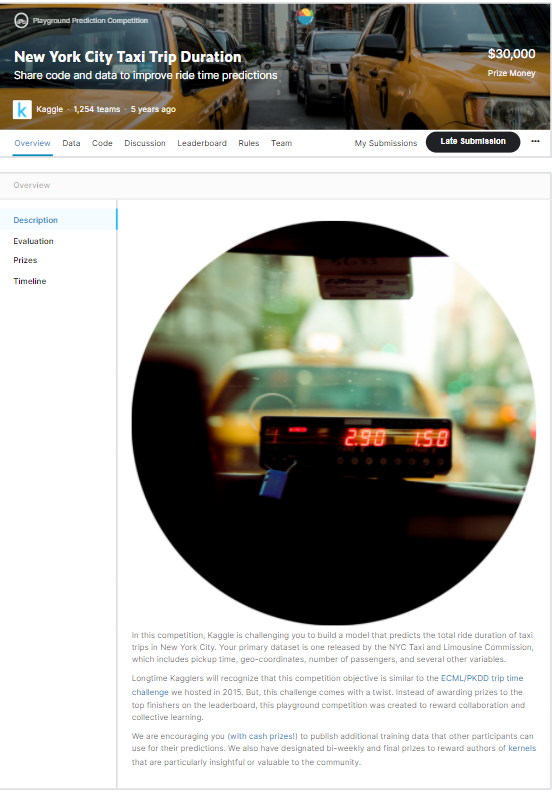 Playground Prediction Competition
New York City Taxi Trip Duration
Share code and data to improve ride time predictions
$30,000
Prize Money
k
Kaggle · 1,254 teams · 5 years ago
Overview Data Code Discussion Leaderboard Rules Team My Submissions Late Submission ...
Overview
Description
Evaluation
Prizes
Timeline
2.90 1.50
In this competition, Kaggle is challenging you to build a model that predicts the total ride duration of taxi
trips in New York City. Your primary dataset is one released by the NYC Taxi and Limousine Commission,
which includes pickup time, geo-coordinates, number of passengers, and several other variables.
Longtime Kagglers will recognize that this competition objective is similar to the ECML/PKDD trip time
challenge we hosted in 2015. But, this challenge comes with a twist. Instead of awarding prizes to the
top finishers on the leaderboard, this playground competition was created to reward collaboration and
collective learning.
We are encouraging you (with cash prizes!) to publish additional training data that other participants can
use for their predictions. We also have designated bi-weekly and final prizes to reward authors of kernels
that are particularly insightful or valuable to the community.